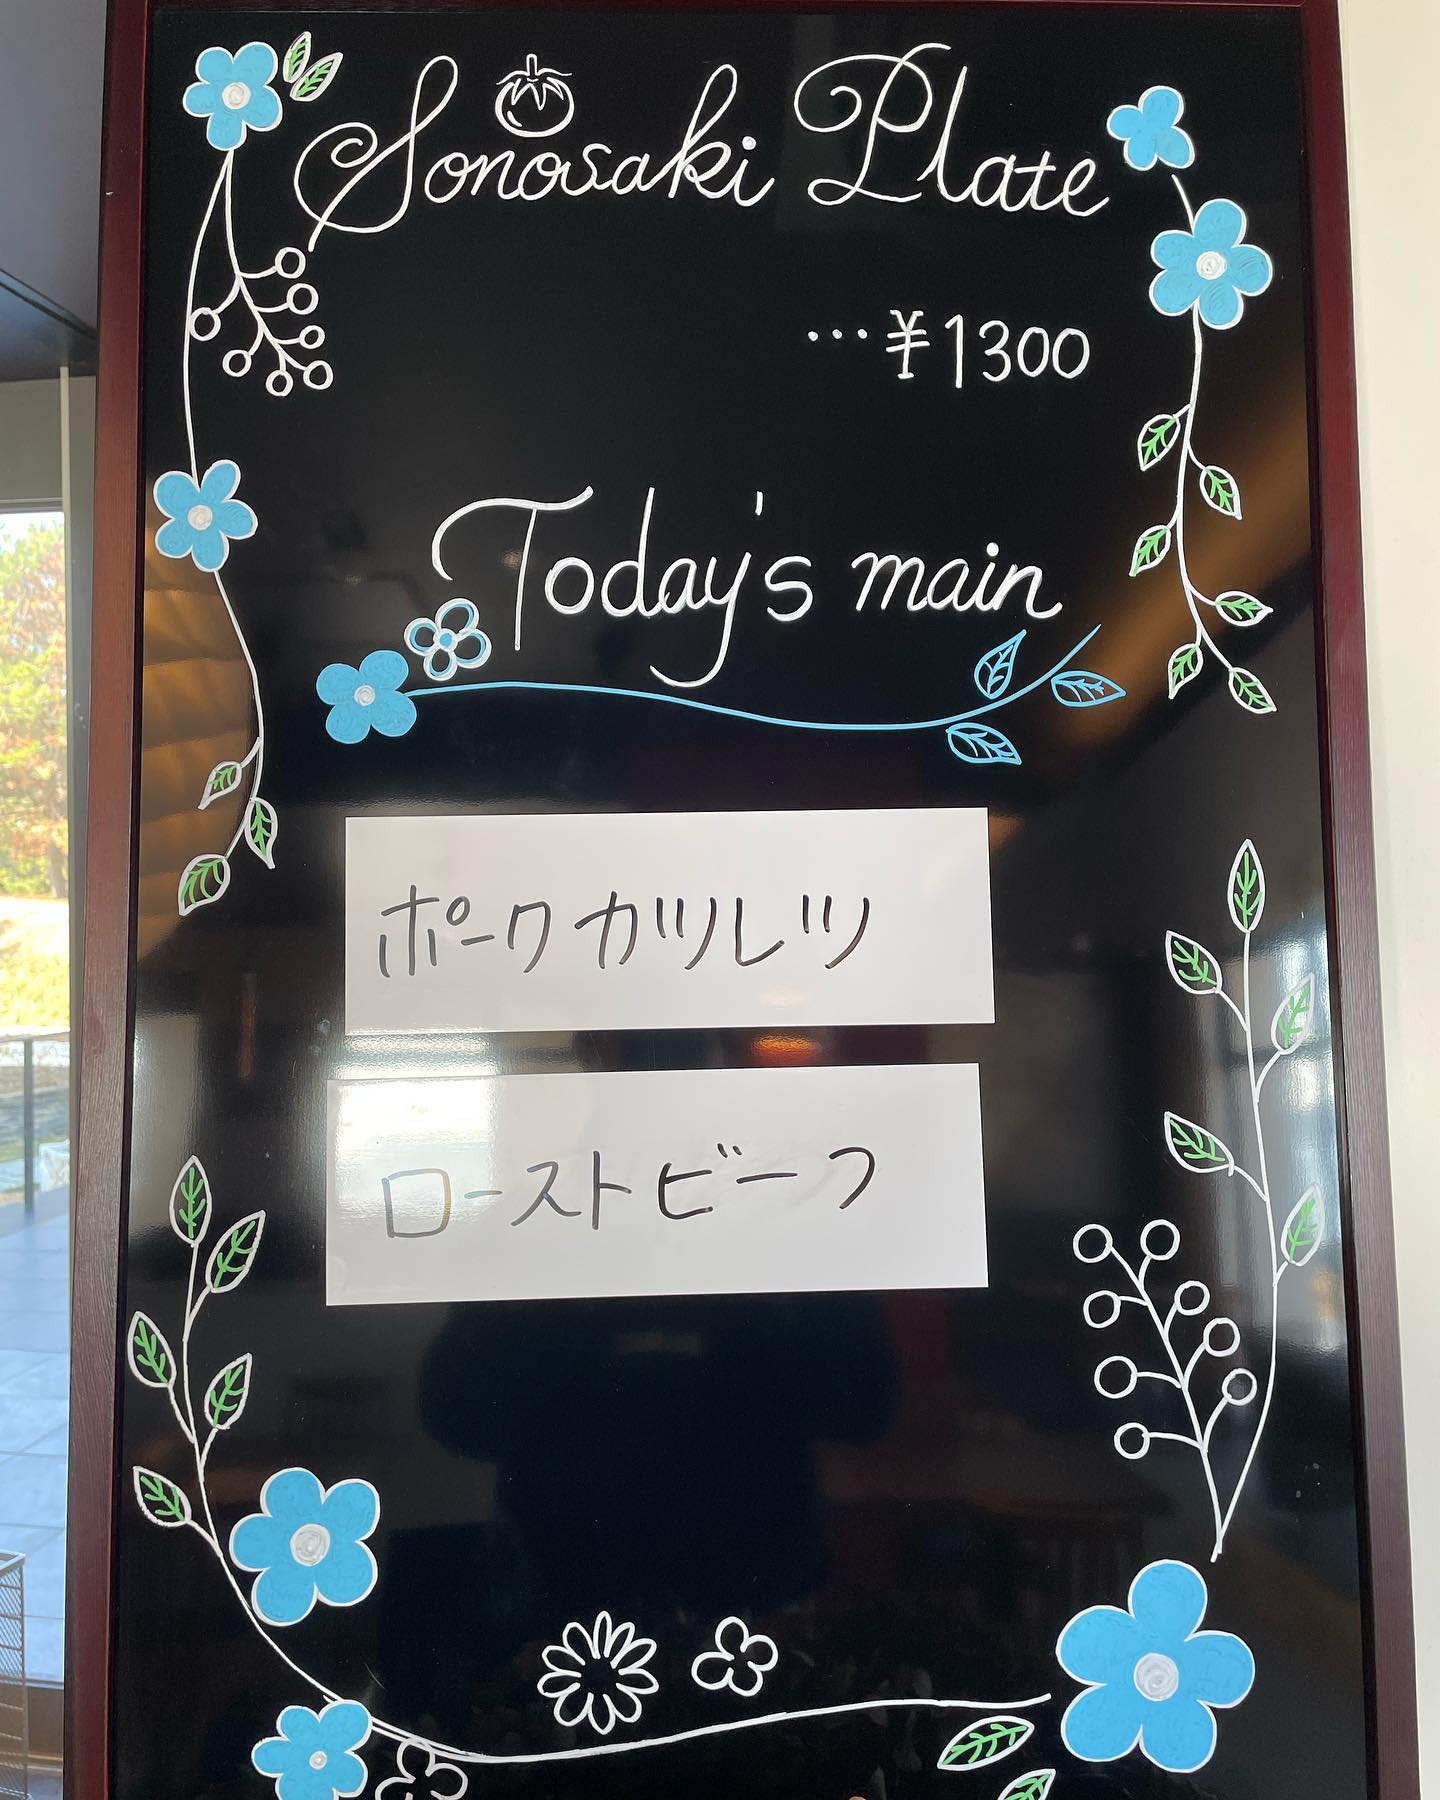 Sonosaki Plate
…¥1300
Today's main
ポークカツレツ
ローストビーフ